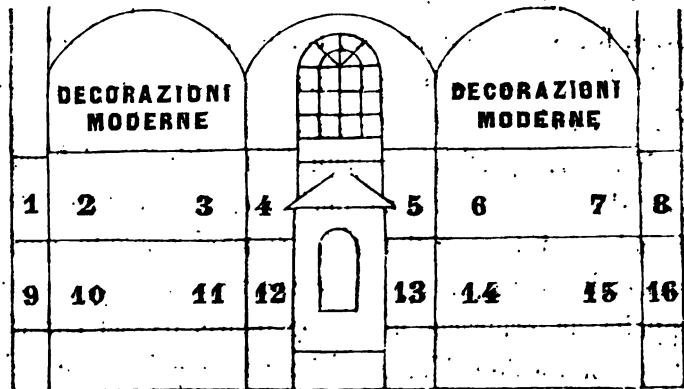 DECORAZIONI
MODERNE
DECORAZIONI
MODERNE
1 2 3 4 5 6 7 8
9 10 11 12 13 14 15 16